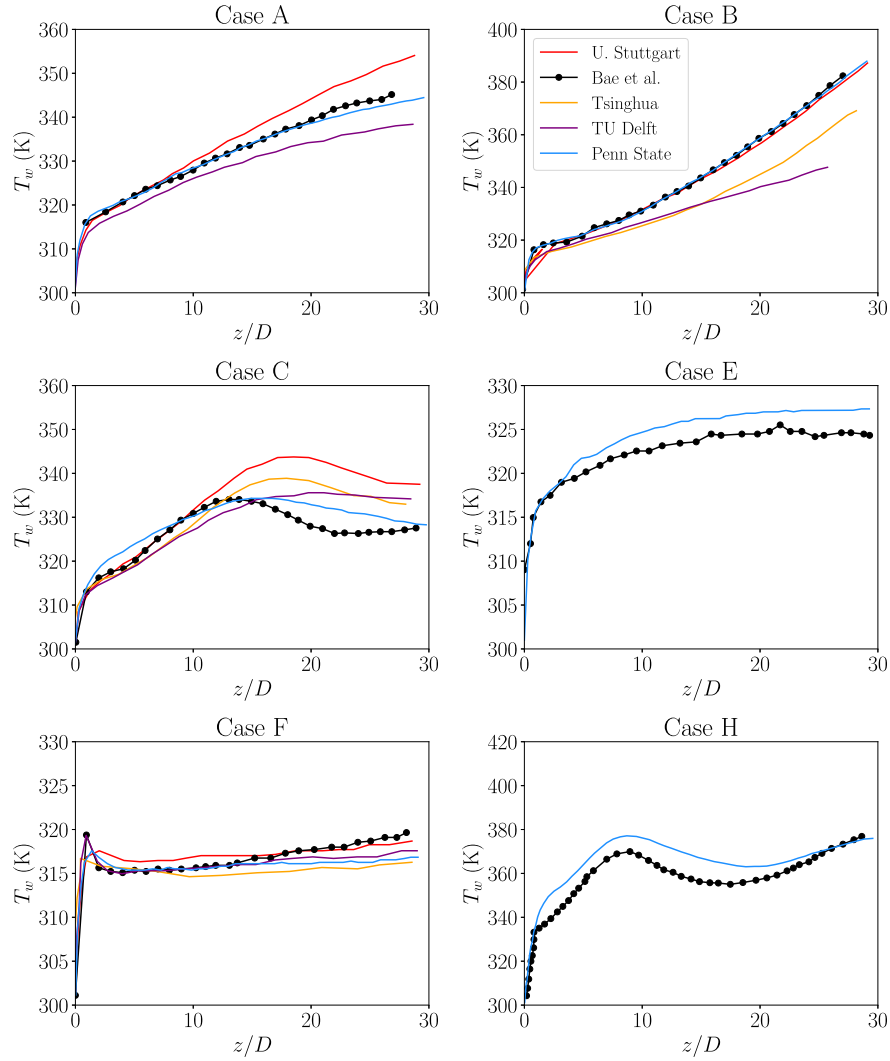 Case A
360
350
340
330
320
310
300
T_w (K)
0
10
20
30
z/D
Case B
400
380
360
340
320
300
T_w (K)
0
10
20
30
z/D
U. Stuttgart
Bae et al.
Tsinghua
TU Delft
Penn State
Case C
360
350
340
330
320
310
300
T_w (K)
0
10
20
30
z/D
Case E
330
325
320
315
310
305
300
T_w (K)
0
10
20
30
z/D
Case F
330
325
320
315
310
305
300
T_w (K)
0
10
20
30
z/D
Case H
420
400
380
360
340
320
300
T_w (K)
0
10
20
30
z/D